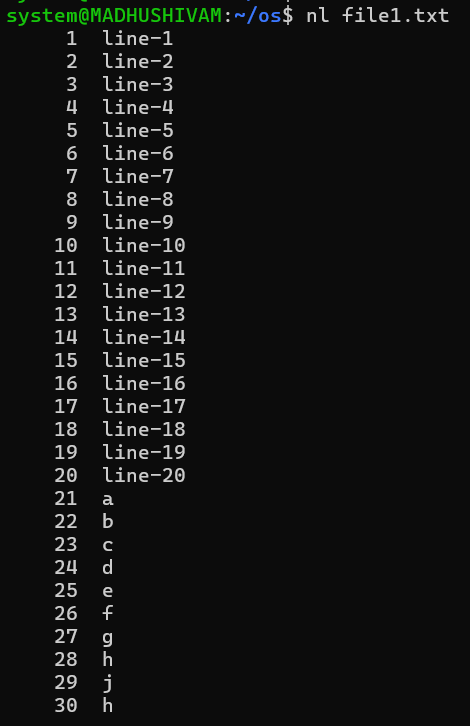 system@MADHUSHIVAM:~/os$ nl file1.txt
1 line-1
2 line-2
3 line-3
4 line-4
5 line-5
6 line-6
7 line-7
8 line-8
9 line-9
10 line-10
11 line-11
12 line-12
13 line-13
14 line-14
15 line-15
16 line-16
17 line-17
18 line-18
19 line-19
20 line-20
21 a
22 b
23 c
24 d
25 e
26 f
27 g
28 h
29 j
30 h